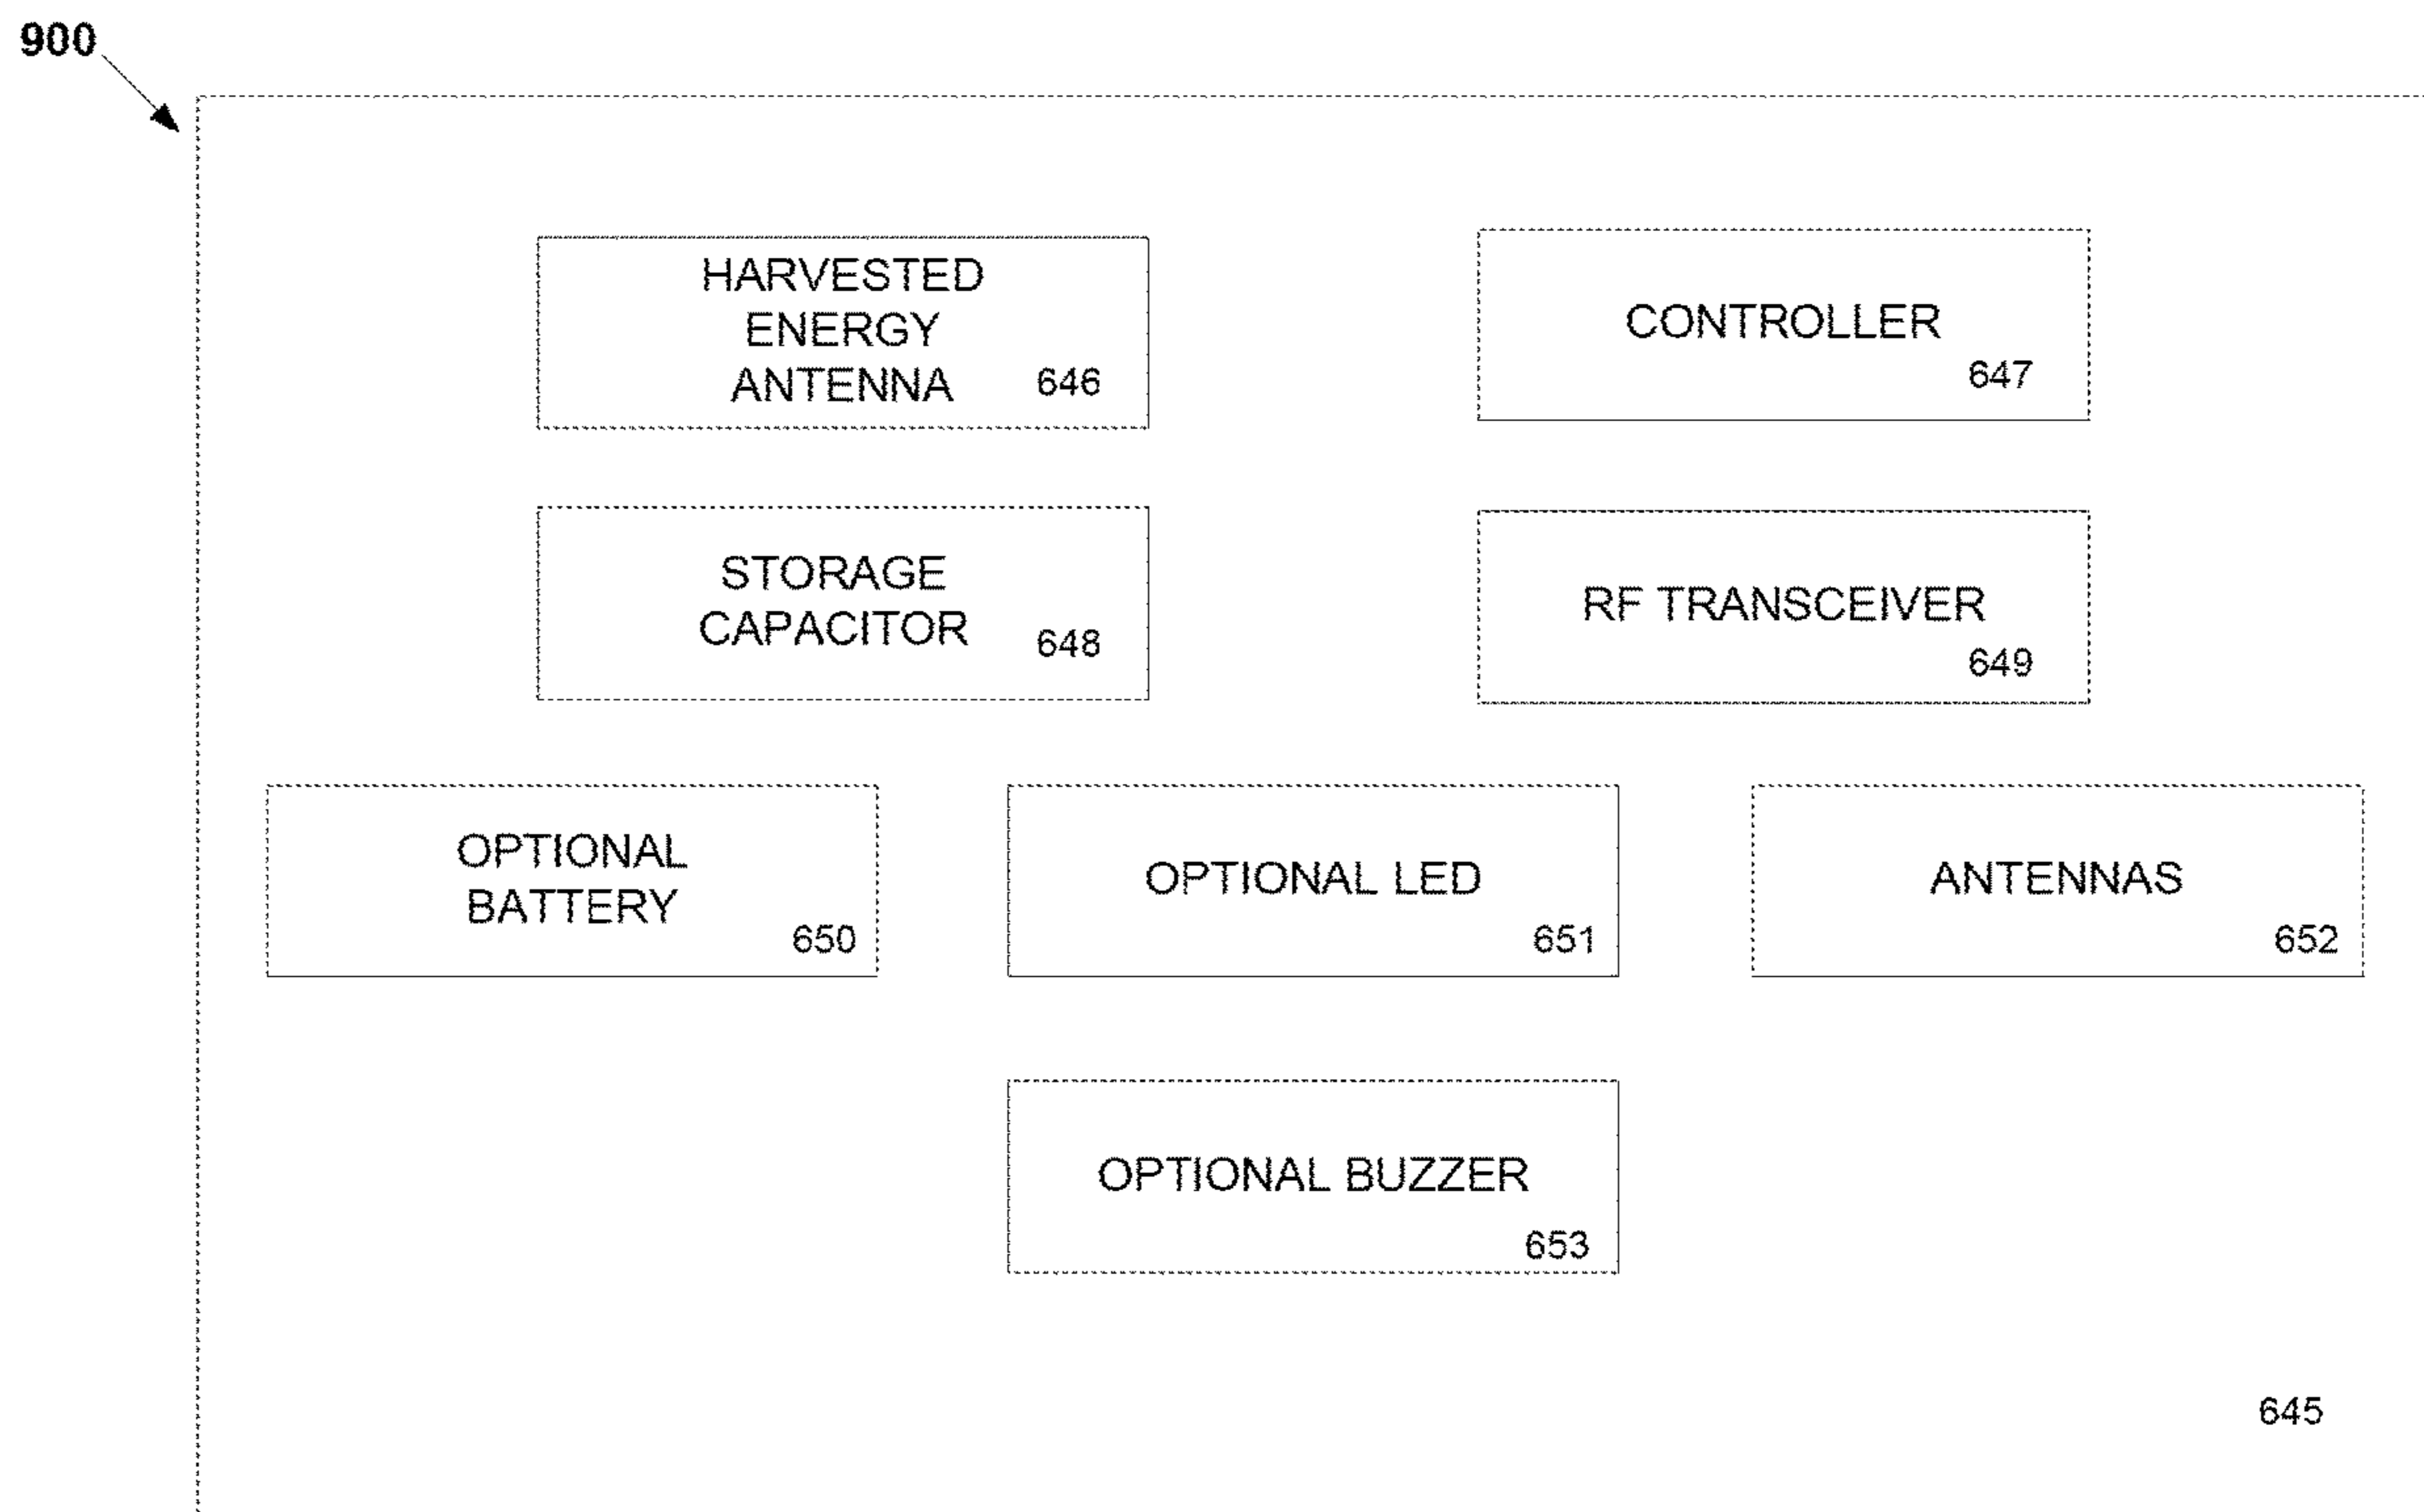 900
HARVESTED
ENERGY
ANTENNA 646
CONTROLLER
647
STORAGE
CAPACITOR 648
RF TRANSCEIVER
649
OPTIONAL
BATTERY
650
OPTIONAL LED
651
ANTENNAS
652
OPTIONAL BUZZER
653
645